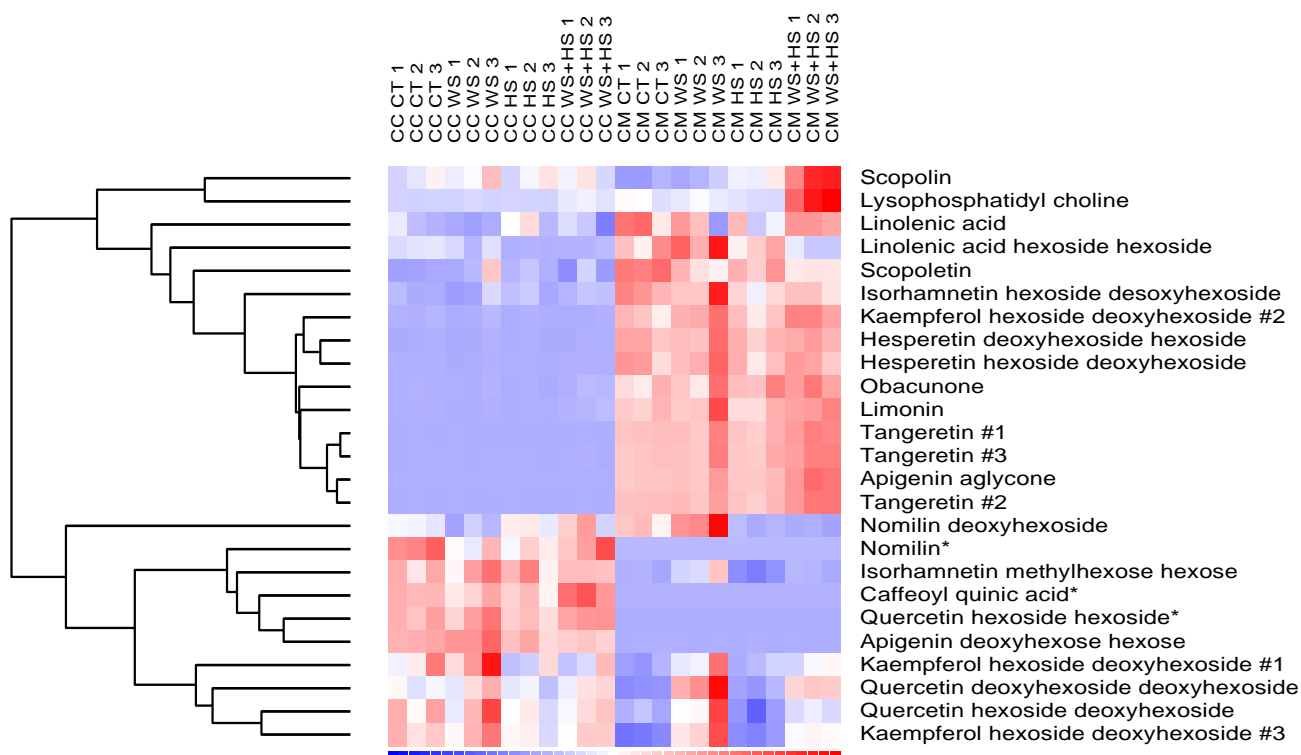 CC CT 1
CC CT 2
CC CT 3
CC WS 1
CC WS 2
CC WS 3
CC HS 1
CC HS 2
CC HS 3
CC WS+HS 1
CC WS+HS 2
CC WS+HS 3
CM CT 1
CM CT 2
CM CT 3
CM WS 1
CM WS 2
CM WS 3
CM HS 1
CM HS 2
CM HS 3
CM WS+HS 1
CM WS+HS 2
CM WS+HS 3
Scopolin
Lysophosphatidyl choline
Linolenic acid
Linolenic acid hexoside hexoside
Scopoletin
Isorhamnetin hexoside desoxyhexoside
Kaempferol hexoside deoxyhexoside #2
Hesperetin deoxyhexoside hexoside
Hesperetin hexoside deoxyhexoside
Obacunone
Limonin
Tangeretin #1
Tangeretin #3
Apigenin aglycone
Tangeretin #2
Nomilin deoxyhexoside
Nomilin*
Isorhamnetin methylhexose hexose
Caffeoyl quinic acid*
Quercetin hexoside hexoside*
Apigenin deoxyhexose hexose
Kaempferol hexoside deoxyhexoside #1
Quercetin deoxyhexoside deoxyhexoside
Quercetin hexoside deoxyhexoside
Kaempferol hexoside deoxyhexoside #3